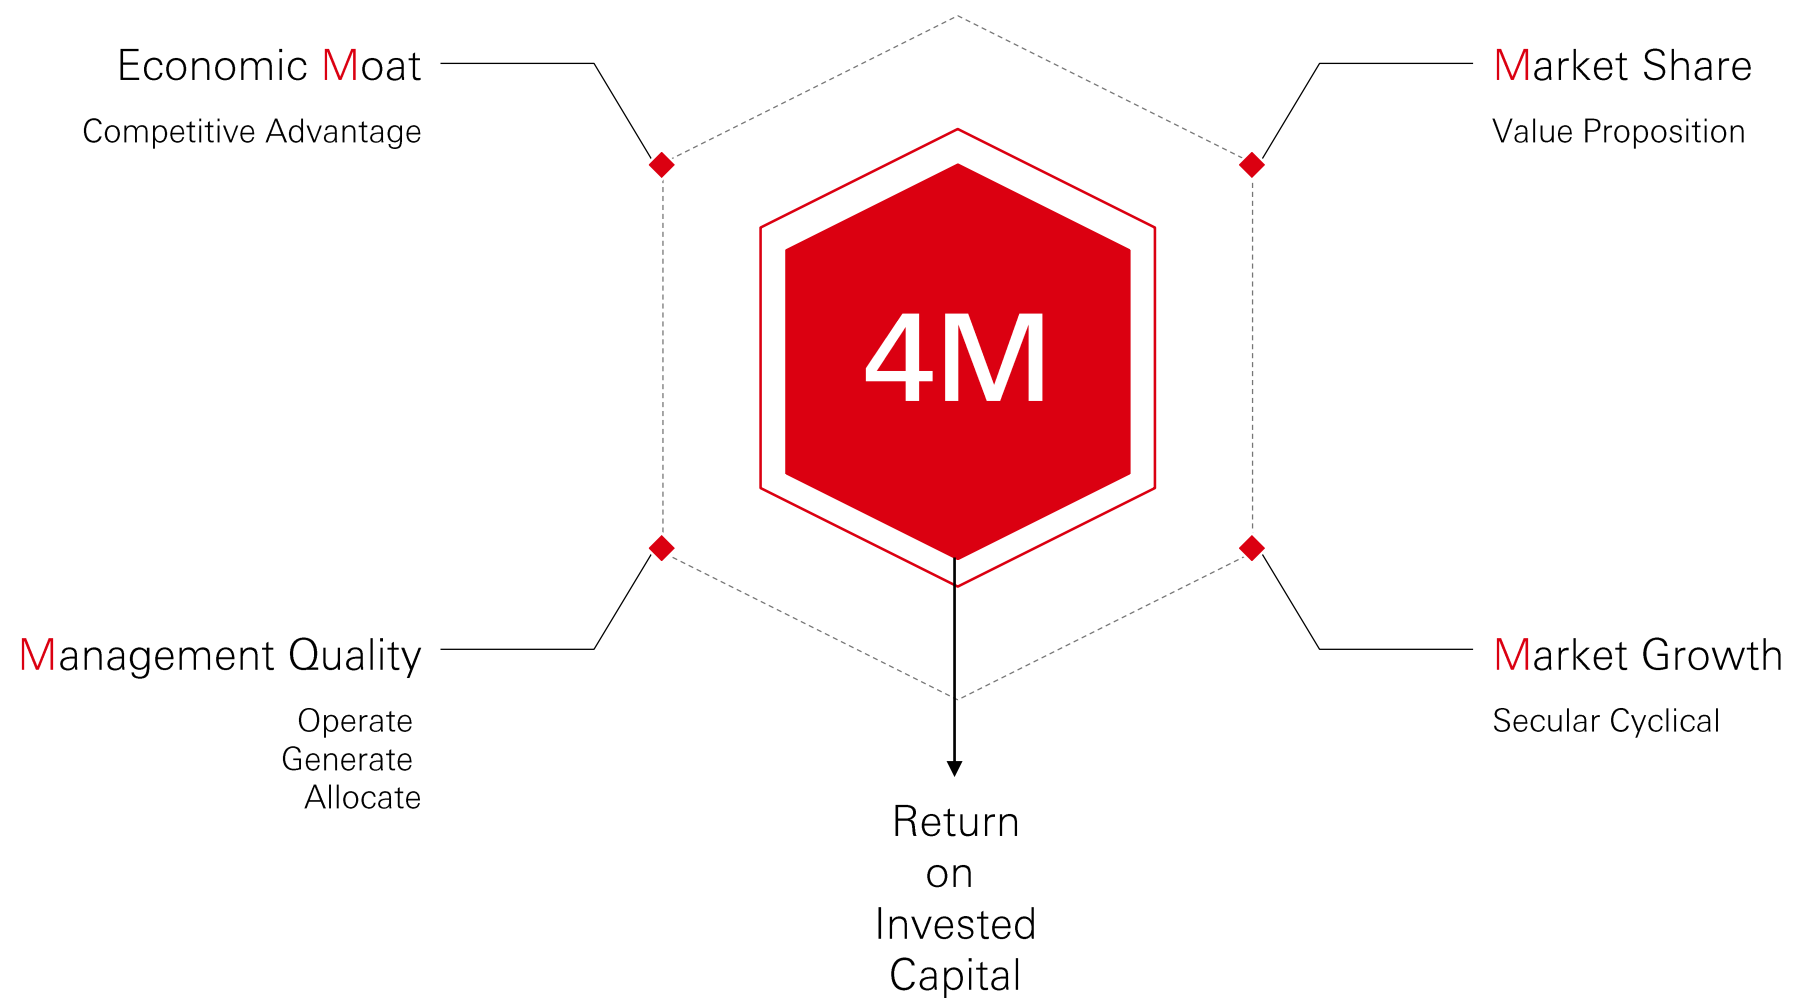 Economic Moat
Competitive Advantage
Market Share
Value Proposition
4M
Management Quality
Operate
Generate
Allocate
Market Growth
Secular Cyclical
Return
on
Invested
Capital